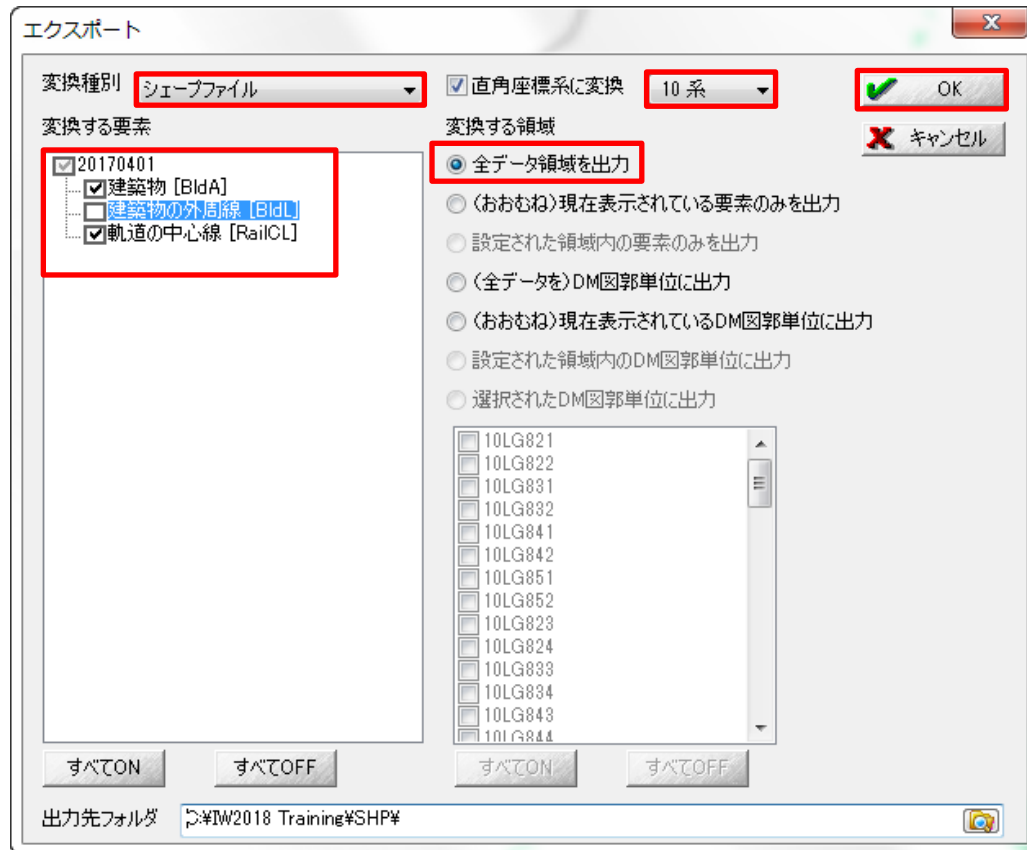 エクスポート
変換種別 シェープファイル
直角座標系に変換 10 系
OK
キャンセル
変換する要素
20170401
建築物 [BldA]
建築物の外周線 [BldL]
軌道の中心線 [RailCL]
変換する領域
全データ領域を出力
(おおむね)現在表示されている要素のみを出力
設定された領域内の要素のみを出力
(全データを)DM図郭単位に出力
(おおむね)現在表示されているDM図郭単位に出力
設定された領域内のDM図郭単位に出力
選択されたDM図郭単位に出力
10LG821
10LG822
10LG831
10LG832
10LG841
10LG842
10LG851
10LG852
10LG823
10LG824
10LG833
10LG834
10LG843
10LG844
すべてON すべてOFF
すべてON すべてOFF
出力先フォルダ :¥IW2018 Training¥SHP¥